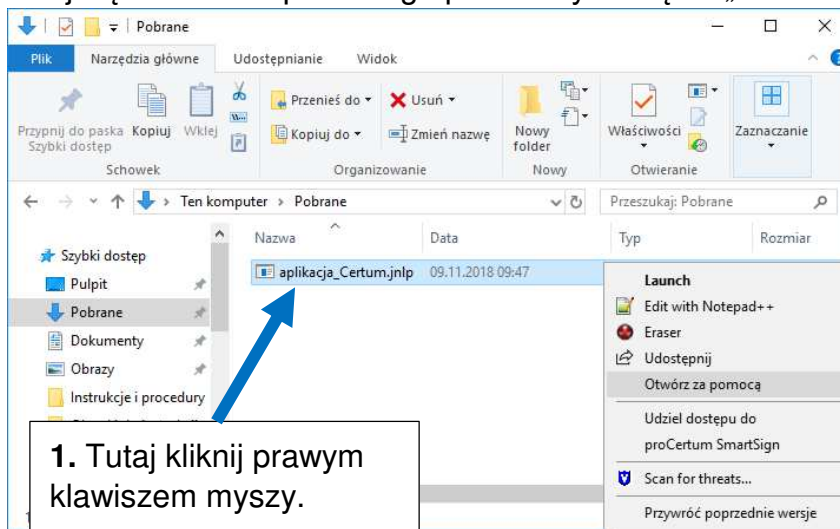 Pobrane
Plik Narzędzia główne Udostępnianie Widok
Przypnij do paska Szybki dostęp
Kopiuj
Wklej
Przenieś do
Kopiuj do
Usuń
Zmień nazwę
Nowy folder
Właściwości
Zaznaczanie
Schowek Organizowanie Nowy Otwieranie
Ten komputer > Pobrane
Przeszukaj: Pobrane
Nazwa Data Typ Rozmiar
Szybki dostęp
Pulpit
Pobrane
Dokumenty
Obrazy
Instrukcje i procedury
aplikacja_Certum.jnlp 09.11.2018 09:47
Launch
Edit with Notepad++
Eraser
Udostępnij
Otwórz za pomocą
Udziel dostępu do
proCertum SmartSign
Scan for threats...
Przywróć poprzednie wersje
1. Tutaj kliknij prawym
klawiszem myszy.